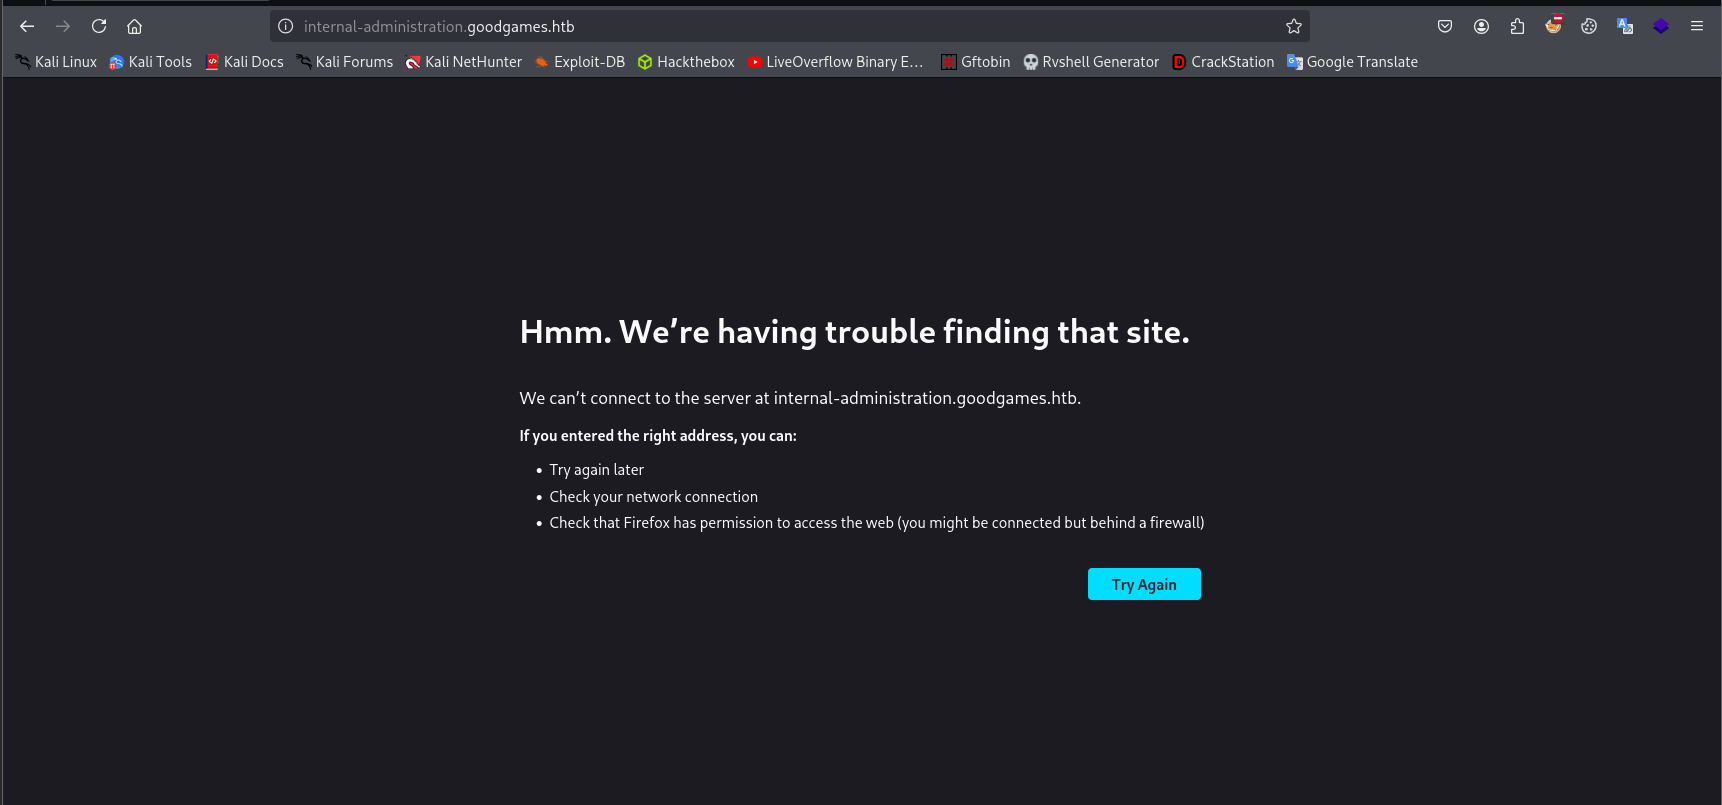 internal-administration.goodgames.htb
Kali Linux Kali Tools Kali Docs Kali Forums Kali NetHunter Exploit-DB Hackthebox LiveOverflow Binary E… Gftobin Rvshell Generator CrackStation Google Translate
Hmm. We’re having trouble finding that site.
We can’t connect to the server at internal-administration.goodgames.htb.
If you entered the right address, you can:
• Try again later
• Check your network connection
• Check that Firefox has permission to access the web (you might be connected but behind a firewall)
Try Again